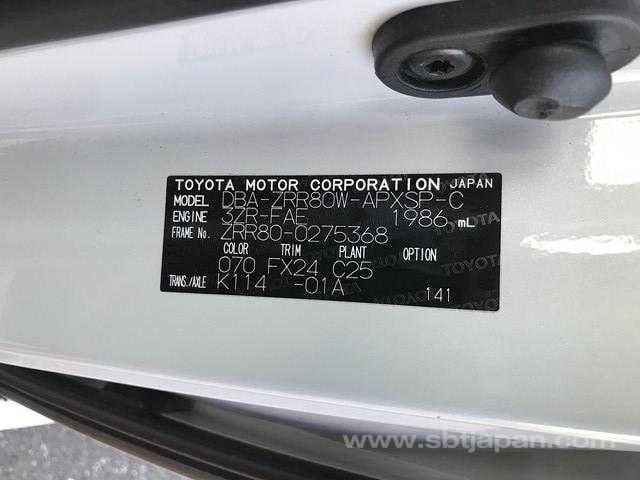 TOYOTA MOTOR CORPORATION JAPAN
MODEL DBA-ZRR80W-APXSP-C
ENGINE 3ZR-FAE 1986 mL
FRAME No. ZRR80-0275368
COLOR TRIM PLANT OPTION
070 FX24 C25
TRANS./AXLE K114 -01A
141
www.sbtjapan.com